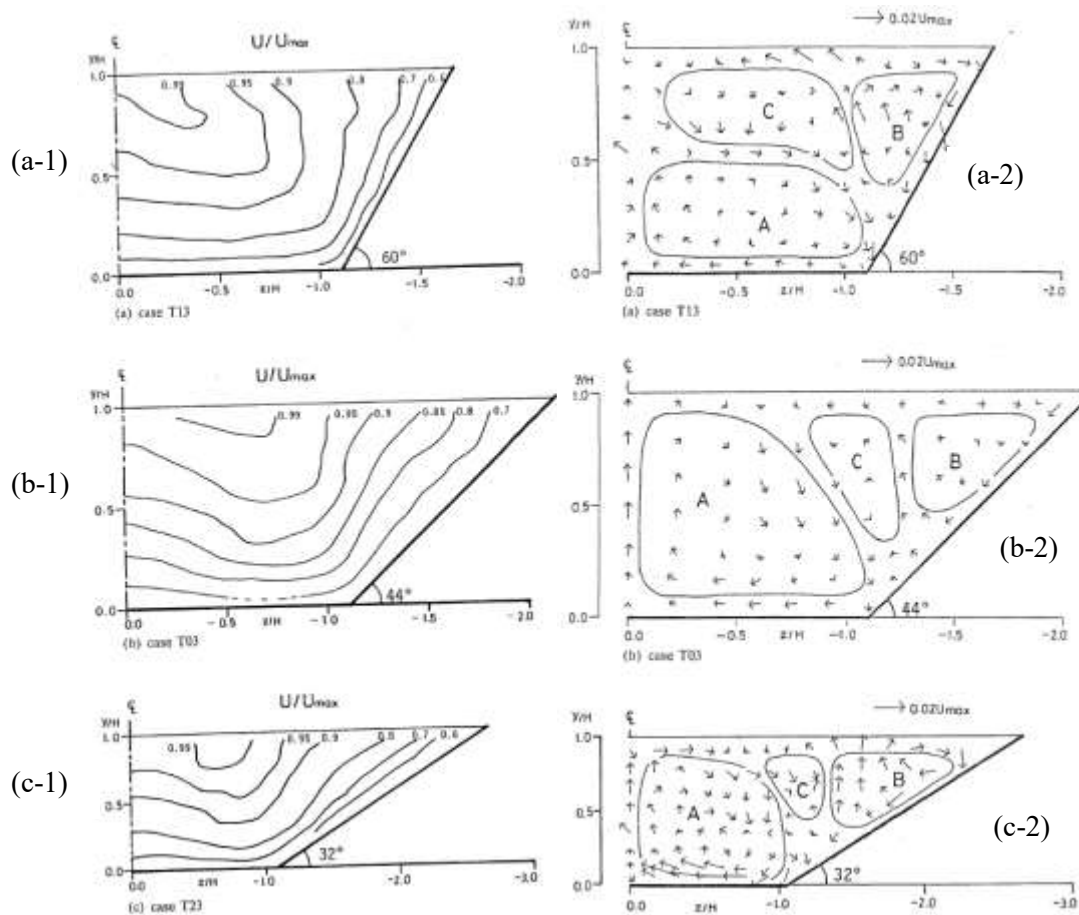 ℄
U/Umax
Y/H
1.0
0.95 0.9 0.8 0.7 0.6
(a-1)
0.5
60°
0.0
0.0 -0.5 z/H -1.0 -1.5 -2.0
(a) case T13
℄
→ 0.02Umax
Y/H
1.0
C
B
0.5
(a-2)
A
60°
0.0
0.0 -0.5 z/H -1.0 -1.5 -2.0
(a) case T13
℄
U/Umax
Y/H
1.0
0.99 0.95 0.9 0.85 0.8 0.7
(b-1)
0.5
44°
0.0
0.0 -0.5 z/H -1.0 -1.5 -2.0
(b) case T03
℄
→ 0.02Umax
Y/H
1.0
C
B
A
0.5
(b-2)
44°
0.0
0.0 -0.5 z/H -1.0 -1.5 -2.0
(b) case T03
℄
U/Umax
Y/H
1.0
0.95 0.9 0.8 0.7 0.6
(c-1)
0.5
32°
0.0
0.0 z/H -1.0 -2.0 -3.0
(c) case T23
℄
→ 0.02Umax
Y/H
1.0
C
B
A
0.5
(c-2)
32°
0.0
0.0 z/H -1.0 -2.0 -3.0
(c) case T23